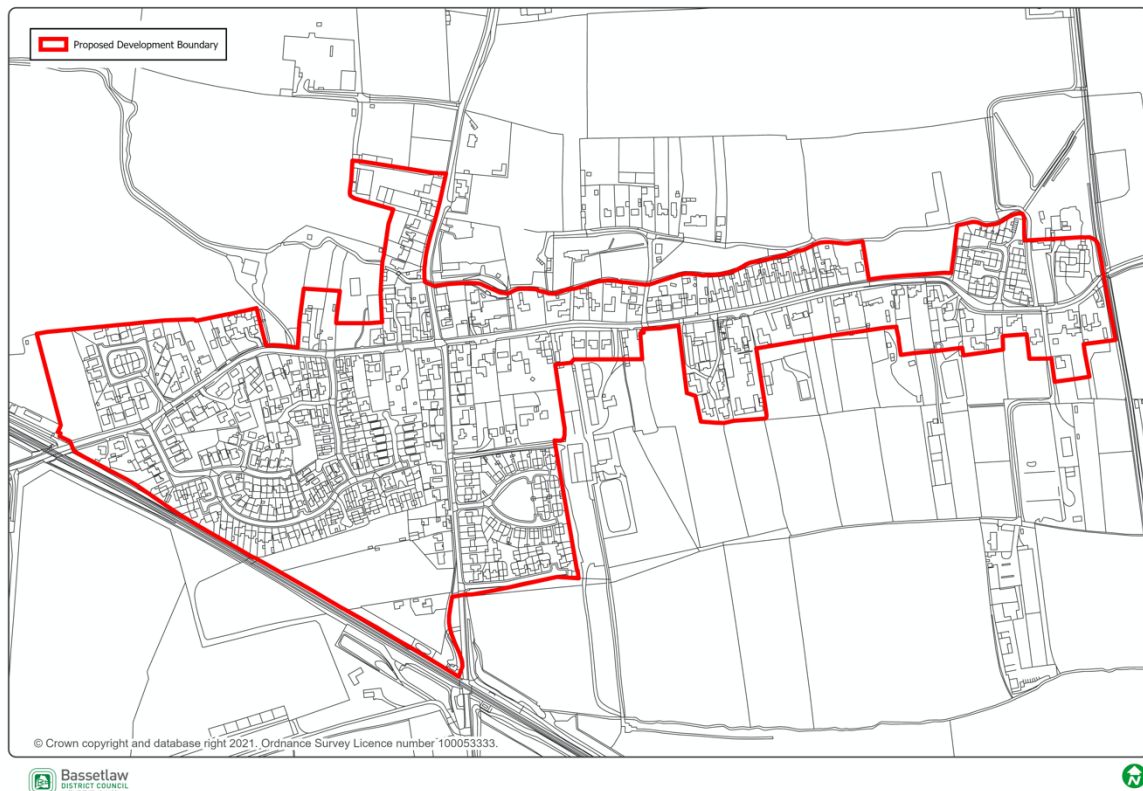 Proposed Development Boundary
© Crown copyright and database right 2021. Ordnance Survey Licence number 100053333.
Bassetlaw
DISTRICT COUNCIL
N